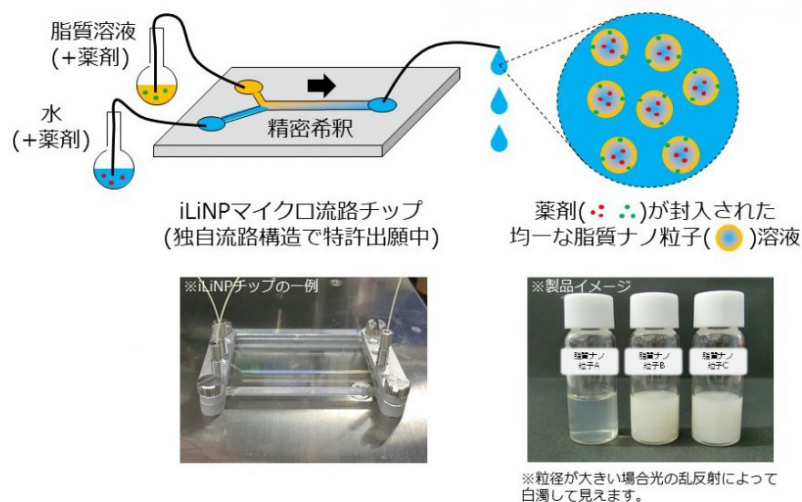 脂質溶液
(+薬剤)
水
(+薬剤)
精密希釈
iLiNPマイクロ流路チップ
(独自流路構造で特許出願中)
薬剤( )が封入された
均一な脂質ナノ粒子( )溶液
※iLiNPチップの一例
※製品イメージ
脂質ナノ
粒子A
脂質ナノ
粒子B
脂質ナノ
粒子C
※粒径が大きい場合光の乱反射によって
白濁して見えます。